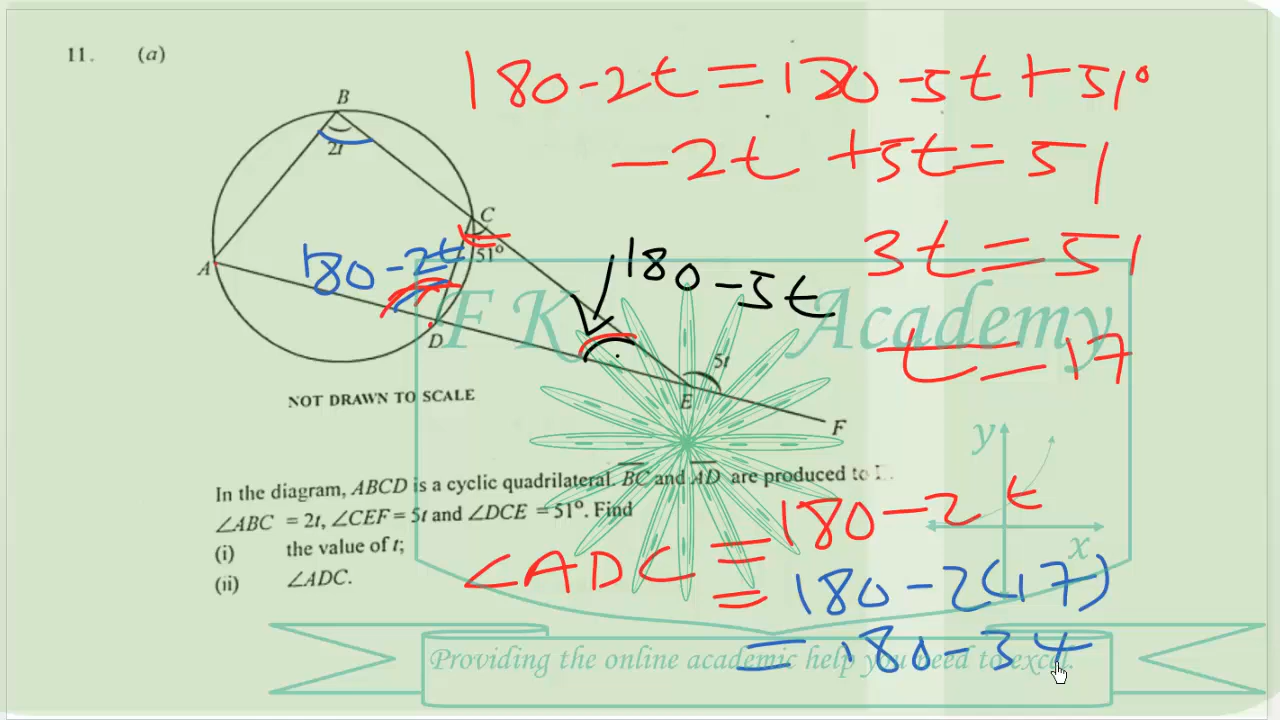 11. (a)
180-2t=180-5t+51°
-2t +5t=51
3t=51
t=17
B
2t
C
51°
A
180-2t
D
180-5t
5t
E
F
NOT DRAWN TO SCALE
F K Academy
y
x
In the diagram, ABCD is a cyclic quadrilateral. BC and AD are produced to E.
∠ABC = 2t, ∠CEF = 5t and ∠DCE = 51°. Find
(i) the value of t;
(ii) ∠ADC.
∠ADC = 180-2t
= 180-2(17)
= 180-34
Providing the online academic help you need to excel.